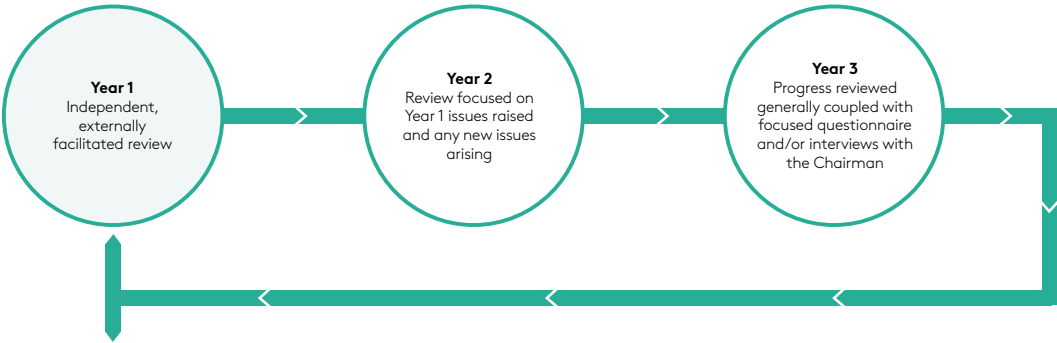 Year 1
Independent,
externally
facilitated review
Year 2
Review focused on
Year 1 issues raised
and any new issues
arising
Year 3
Progress reviewed
generally coupled with
focused questionnaire
and/or interviews with
the Chairman